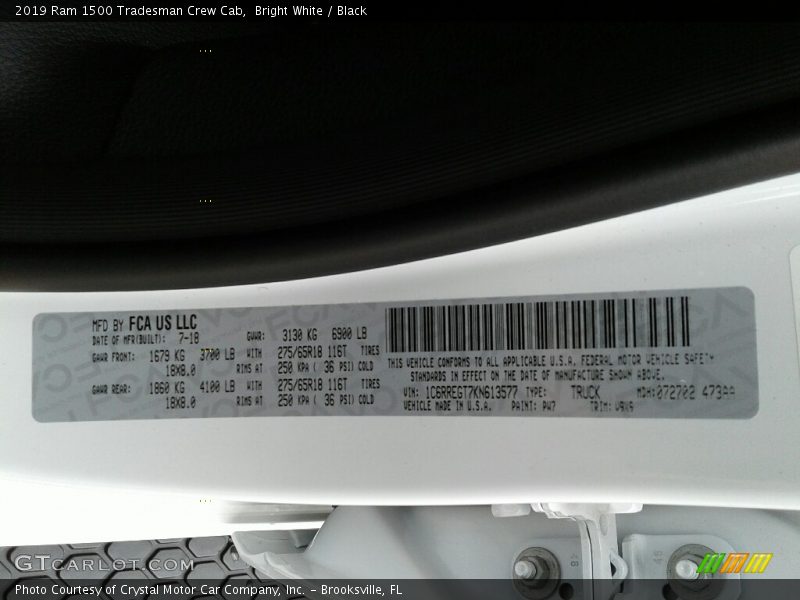 2019 Ram 1500 Tradesman Crew Cab, Bright White / Black
MFD BY FCA US LLC
DATE OF MFR(BUILT): 7-18 GVWR: 3130 KG 6900 LB
GAWR FRONT: 1679 KG 3700 LB WITH 275/65R18 116T TIRES
18X8.0 RIMS AT 250 KPA ( 36 PSI) COLD
GAWR REAR: 1860 KG 4100 LB WITH 275/65R18 116T TIRES
18X8.0 RIMS AT 250 KPA ( 36 PSI) COLD
THIS VEHICLE CONFORMS TO ALL APPLICABLE U.S.A. FEDERAL MOTOR VEHICLE SAFETY
STANDARDS IN EFFECT ON THE DATE OF MANUFACTURE SHOWN ABOVE.
VIN: 1C6RREGT7KN613577 TYPE: TRUCK MDH:072702 473AA
VEHICLE MADE IN U.S.A. PAINT: PW7 TRIM:
GTCarLot.com
Photo Courtesy of Crystal Motor Car Company, Inc. – Brooksville, FL